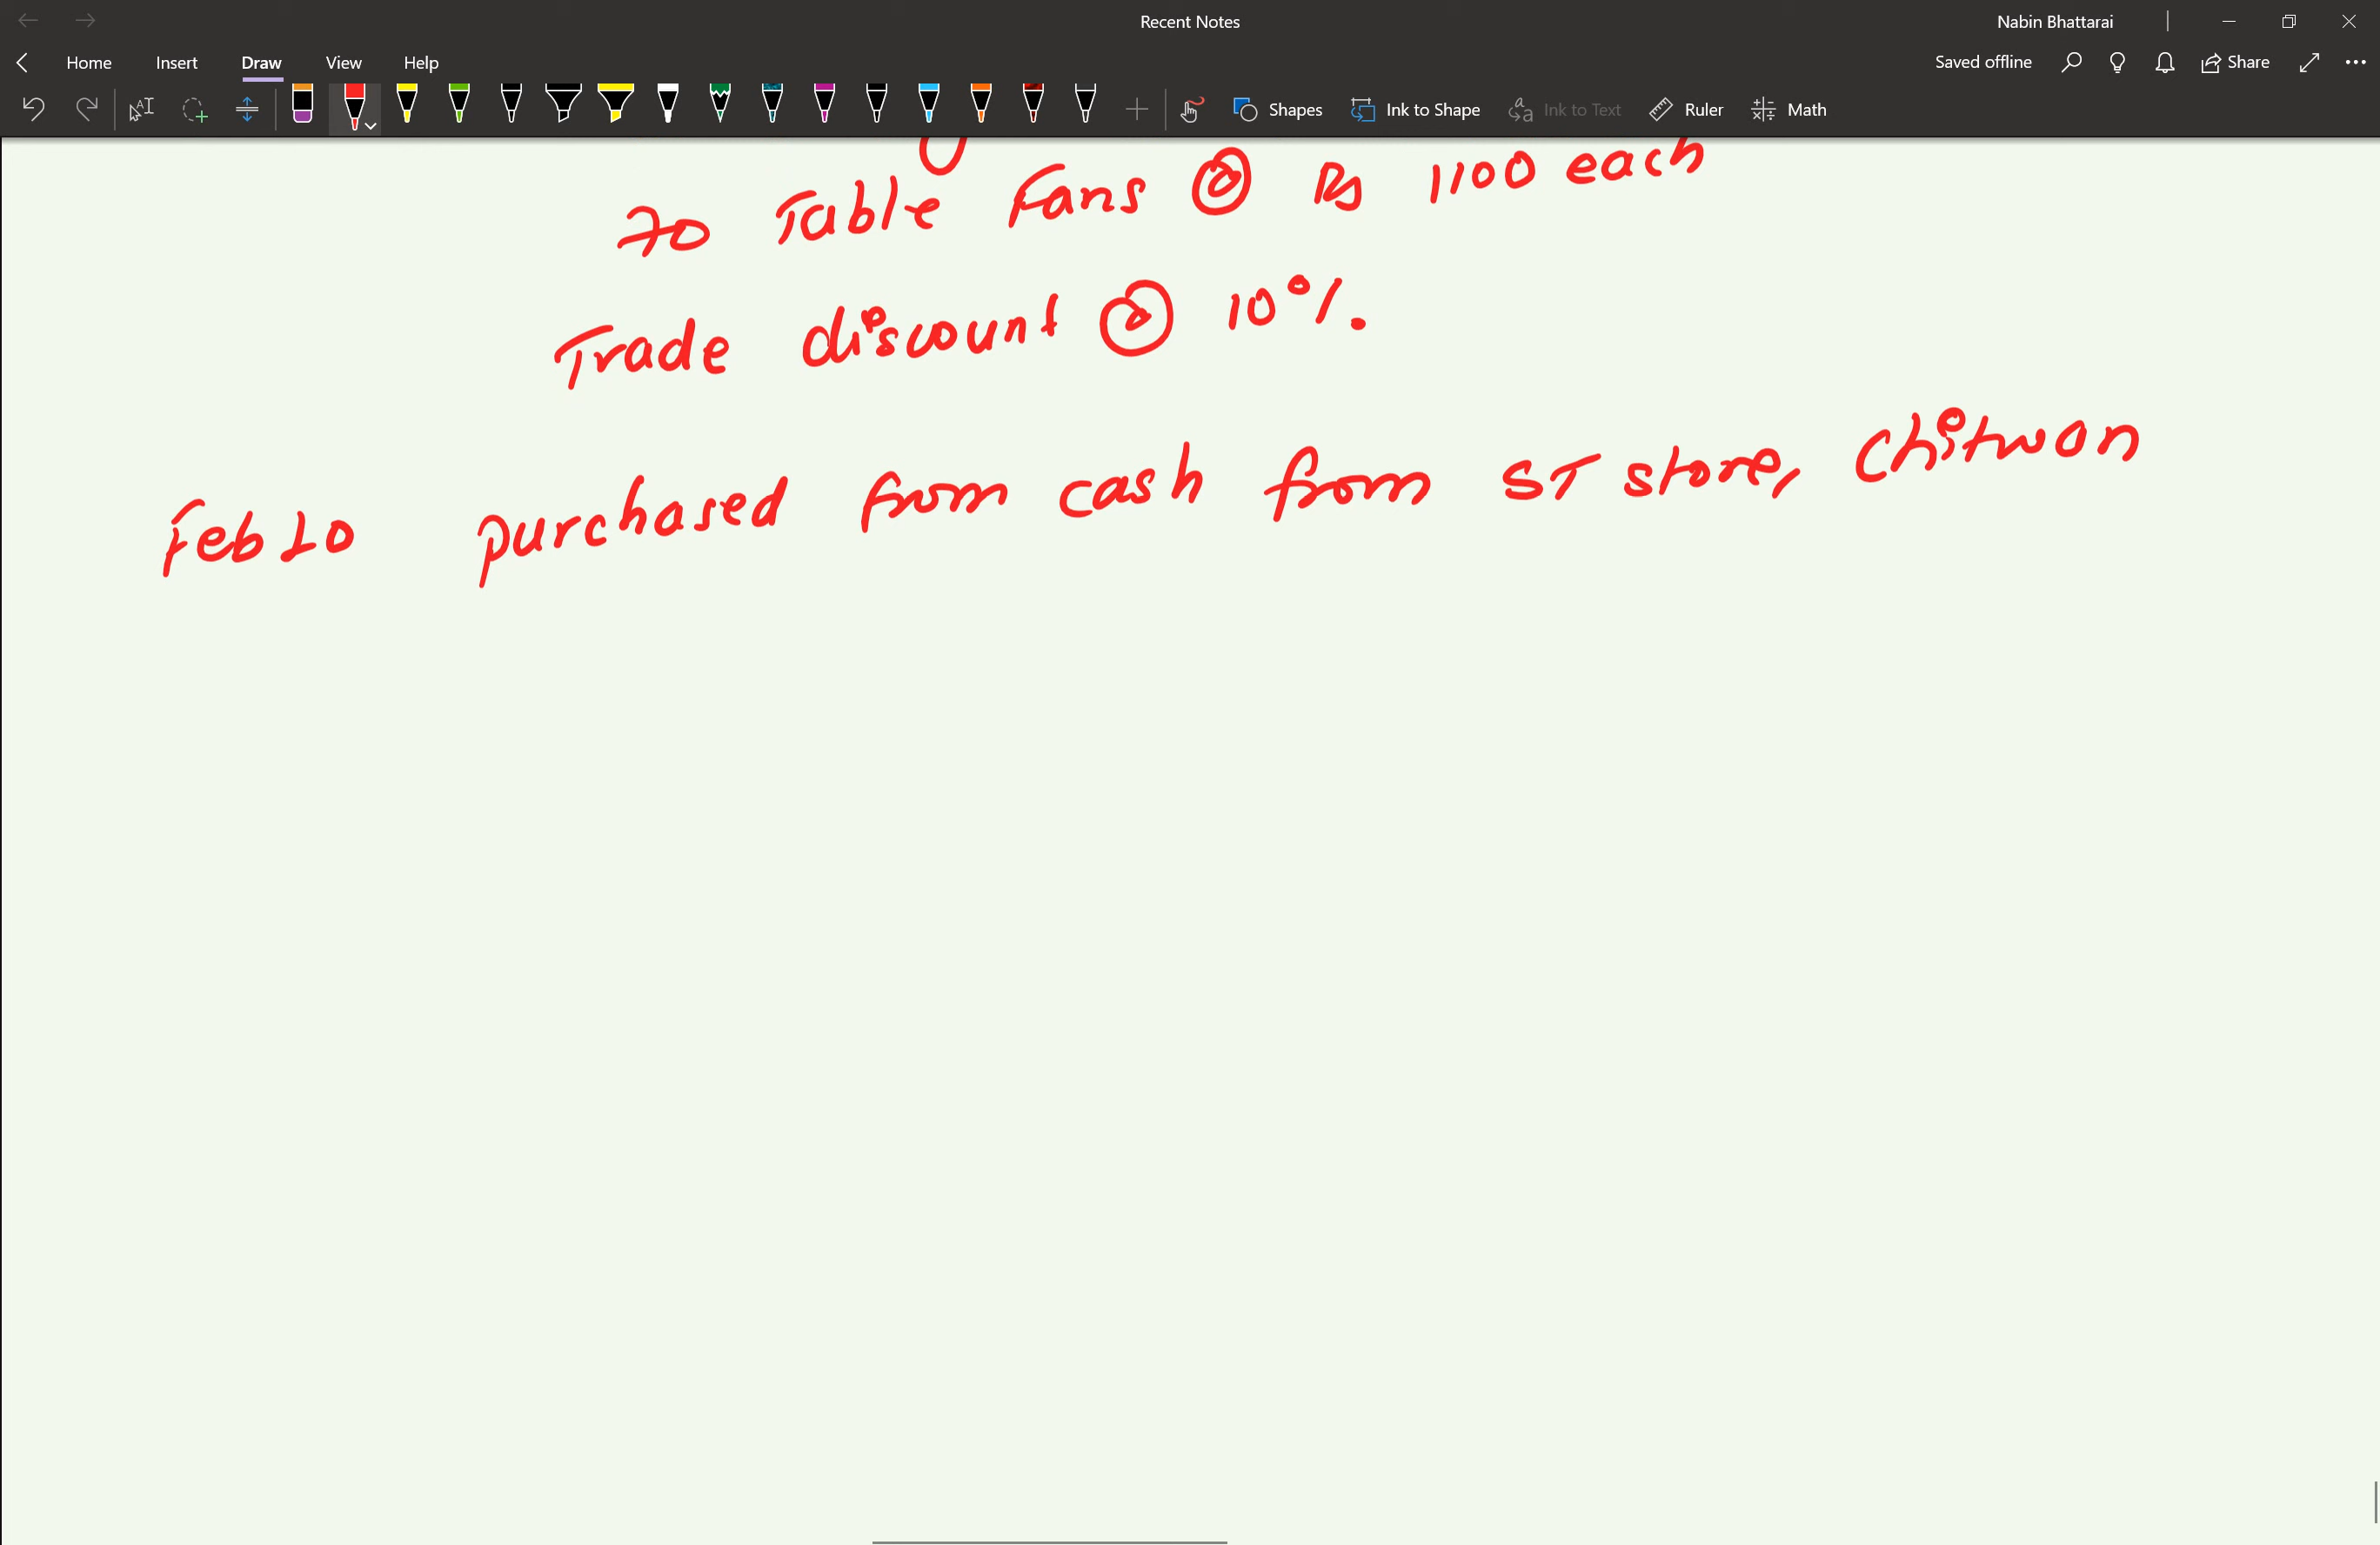 Recent Notes
Nabin Bhattarai
Home Insert Draw View Help
Saved offline
Share
Shapes
Ink to Shape
Ink to Text
Ruler
Math
70 Table Fans @ Rs 1100 each
Trade discount @ 10%.
Feb 20 purchased from cash from ST store, Chitwan